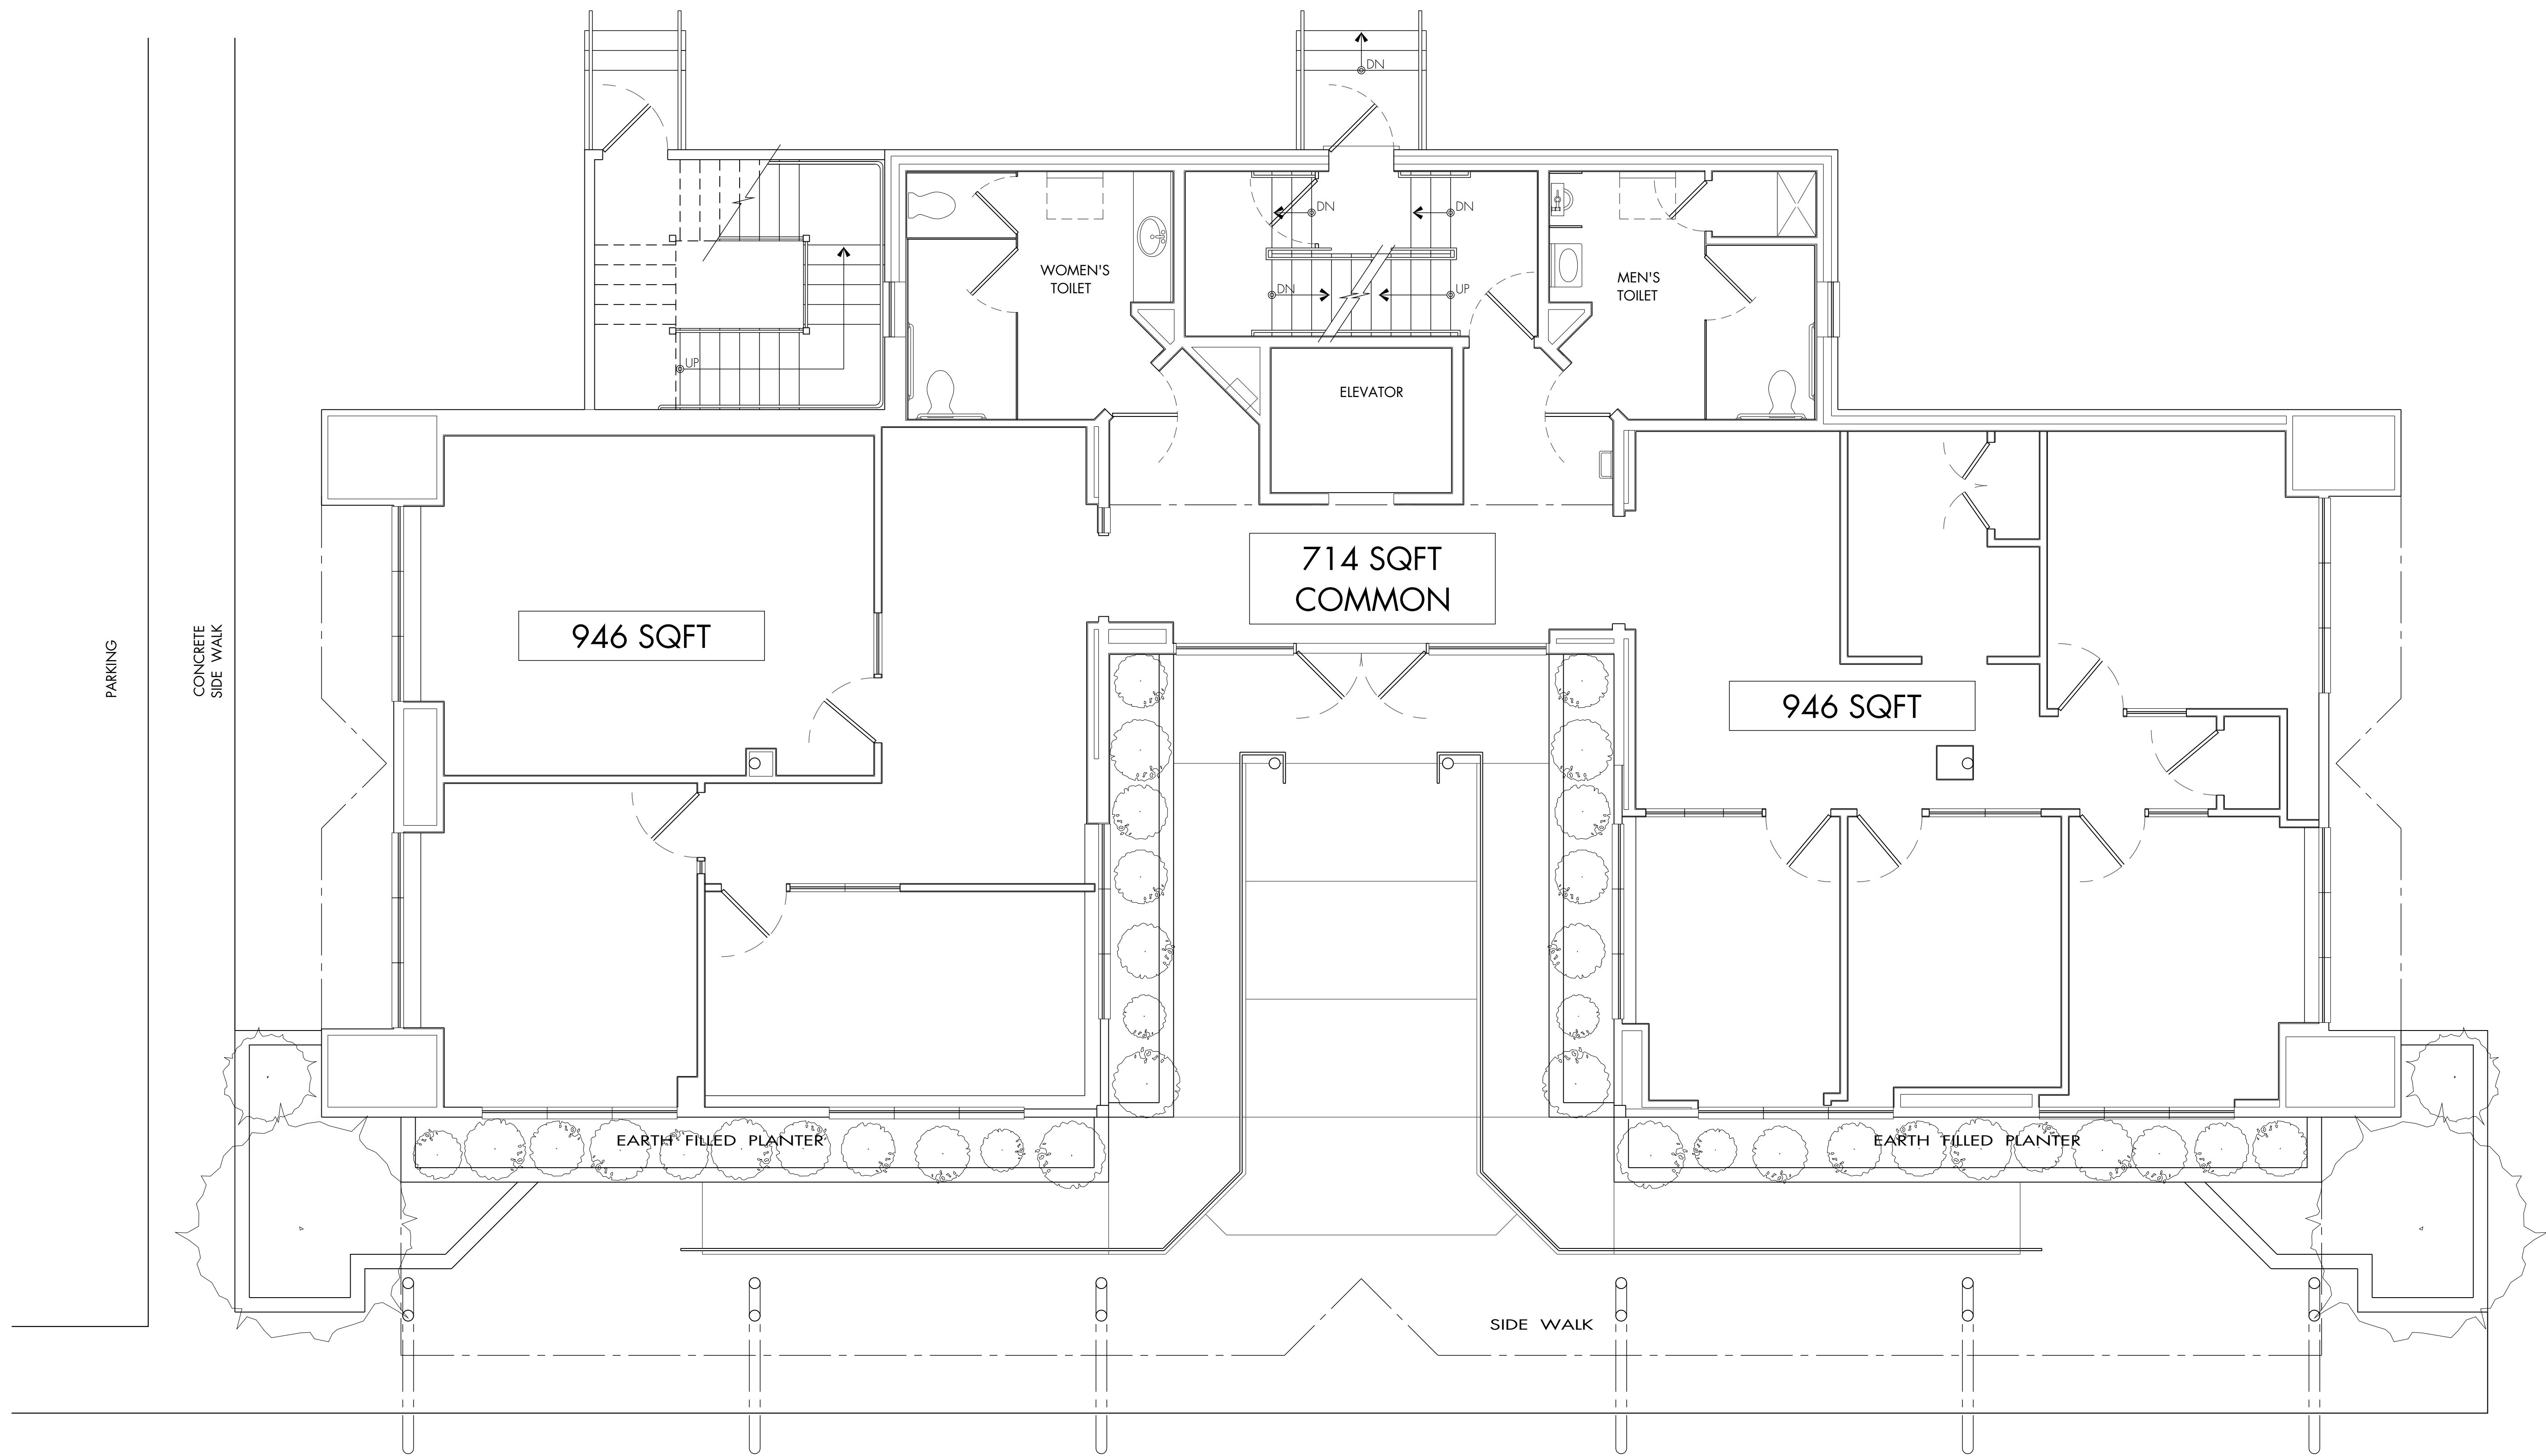 DN
DN
DN
WOMEN'S
TOILET
MEN'S
TOILET
DN
UP
UP
ELEVATOR
714 SQFT
COMMON
946 SQFT
946 SQFT
PARKING
CONCRETE
SIDE WALK
EARTH FILLED PLANTER
EARTH FILLED PLANTER
SIDE WALK